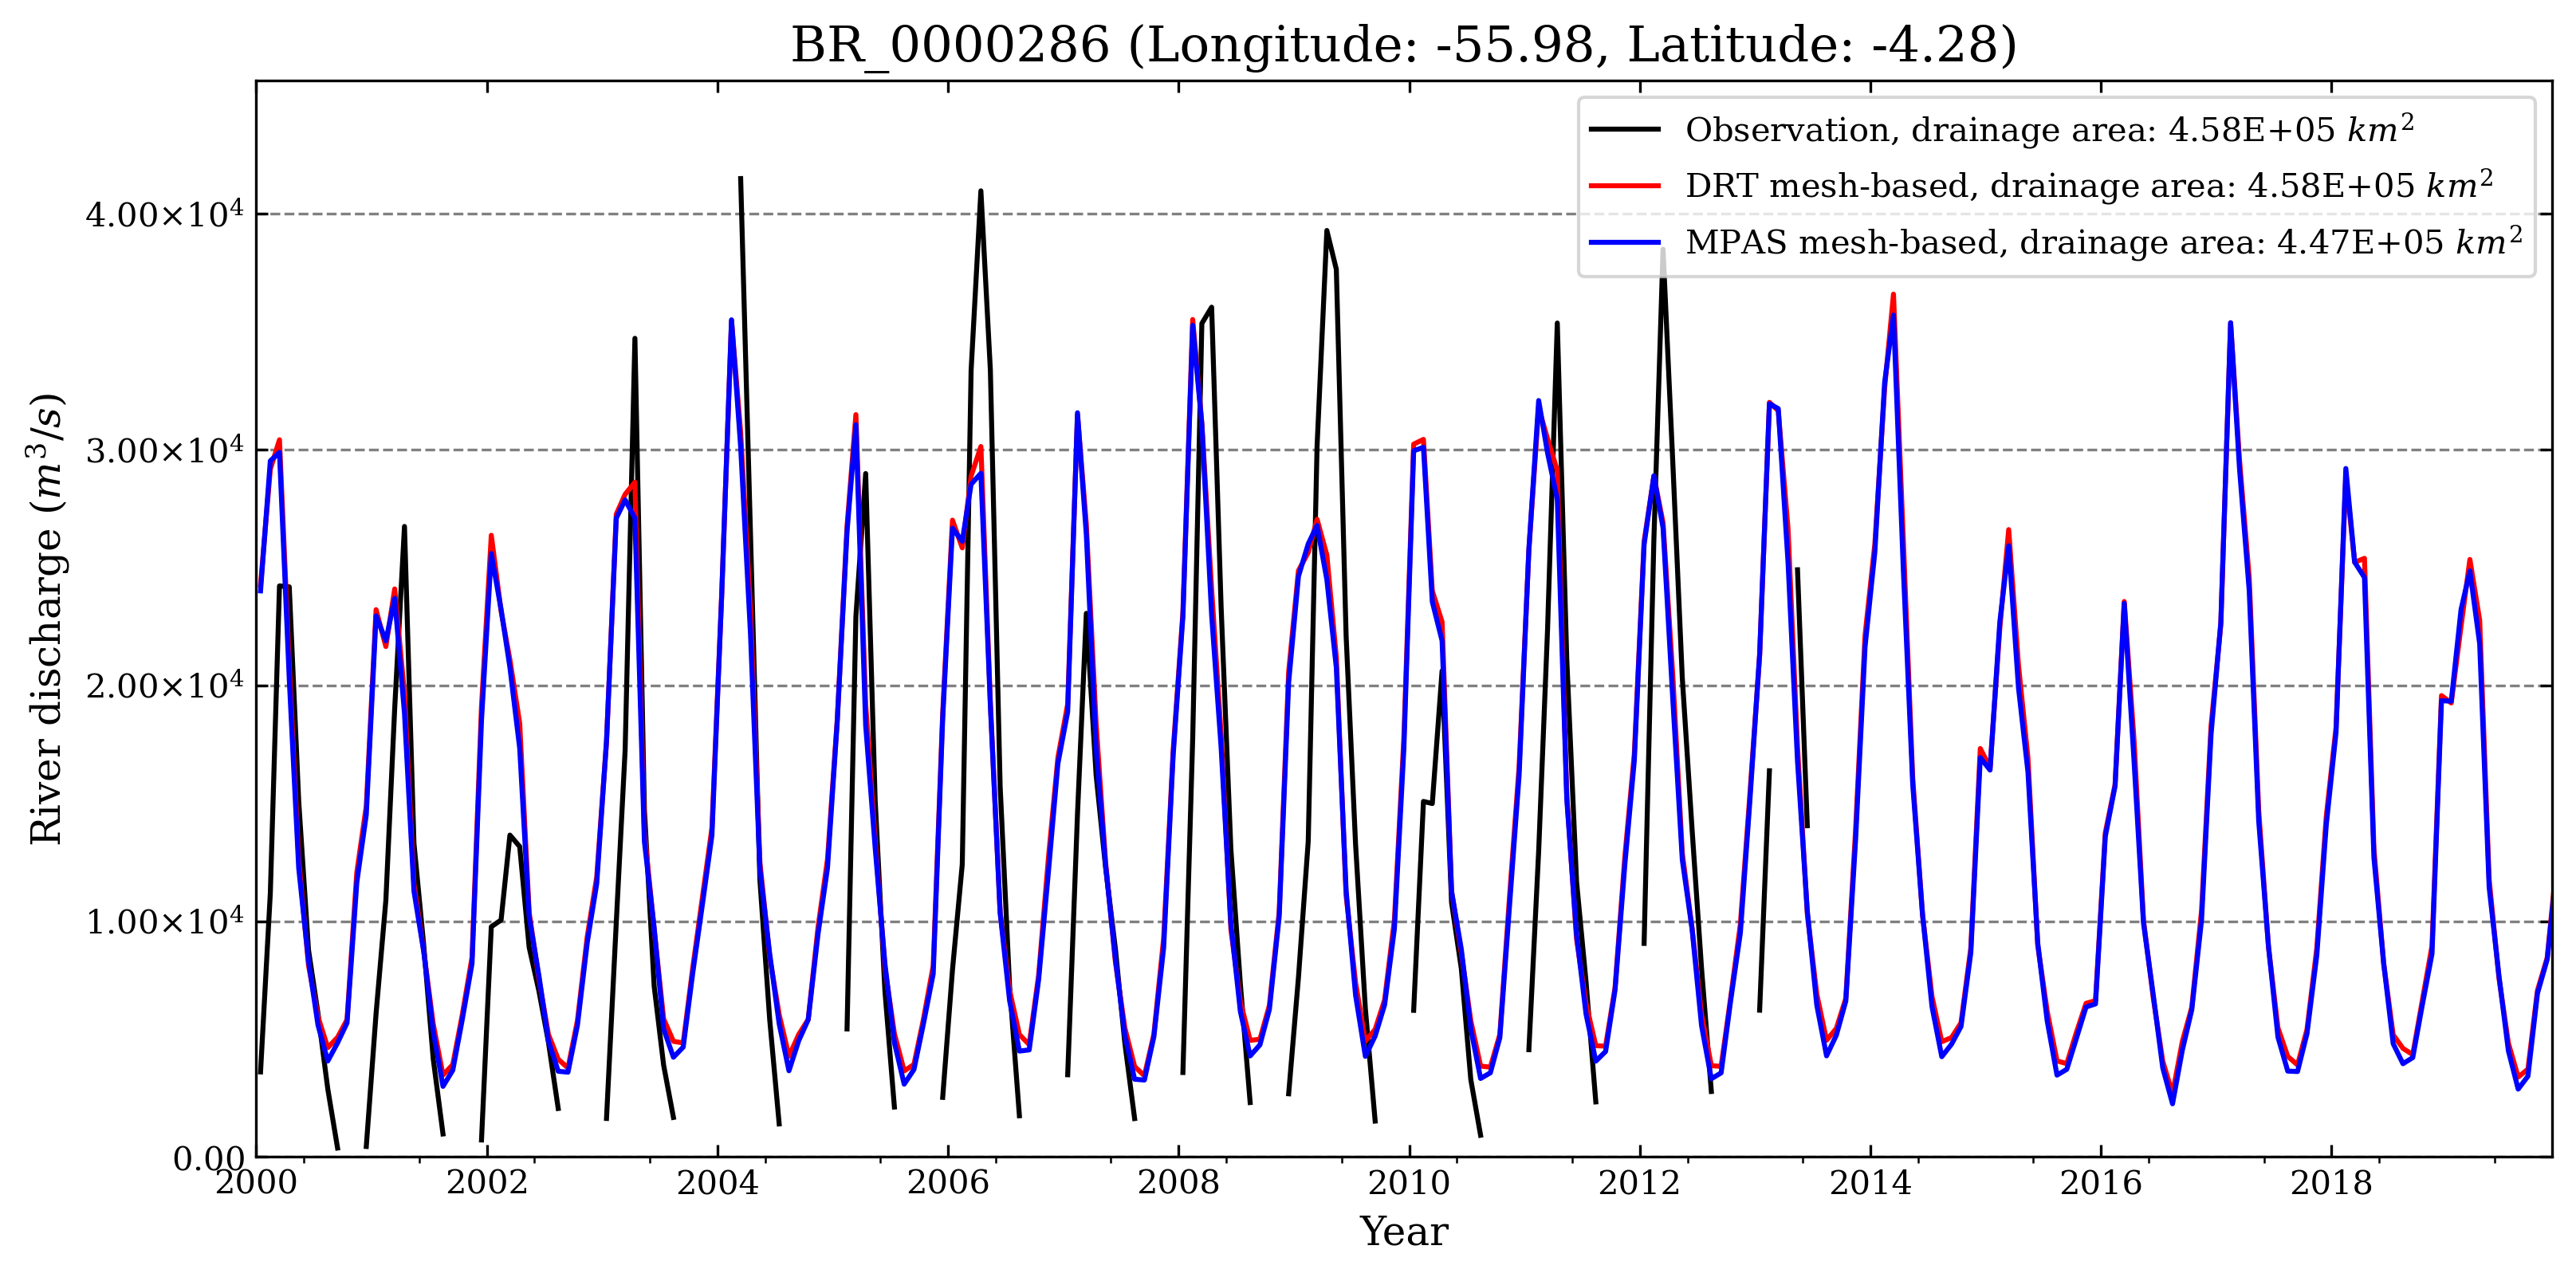 BR_0000286 (Longitude: -55.98, Latitude: -4.28)
Observation, drainage area: 4.58E+05 km²
DRT mesh-based, drainage area: 4.58E+05 km²
MPAS mesh-based, drainage area: 4.47E+05 km²
River discharge (m³/s)
4.00×10⁴
3.00×10⁴
2.00×10⁴
1.00×10⁴
0.00
2000 2002 2004 2006 2008 2010 2012 2014 2016 2018
Year